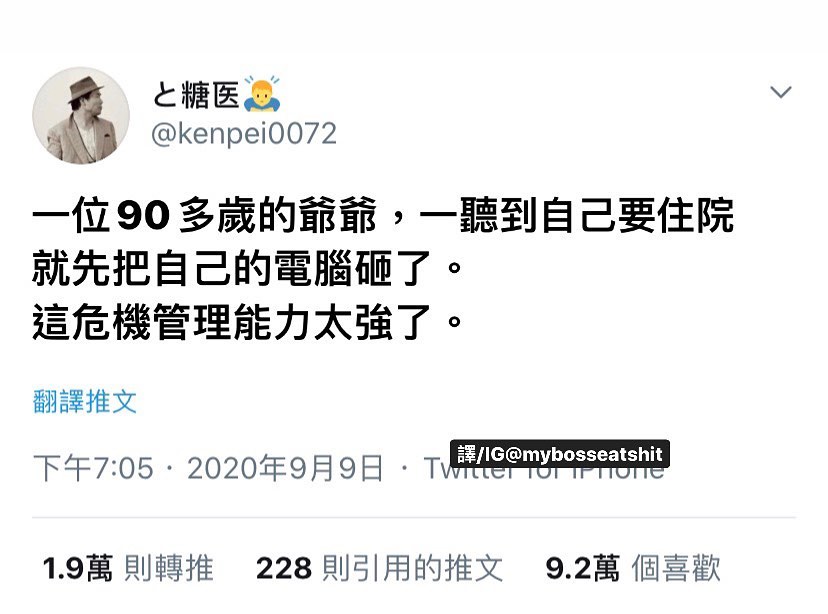 と糖医🙇‍♂️
@kenpei0072
一位90多歲的爺爺，一聽到自己要住院
就先把自己的電腦砸了。
這危機管理能力太強了。
翻譯推文
譯/IG@mybosseatshit
下午7:05 · 2020年9月9日 · Twitter for iPhone
1.9萬 則轉推 228 則引用的推文 9.2萬 個喜歡